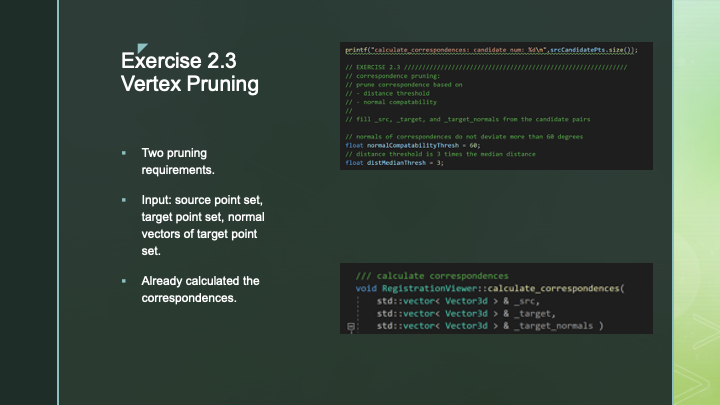 Exercise 2.3
Vertex Pruning
Two pruning
requirements.
Input: source point set,
target point set, normal
vectors of target point
set.
Already calculated the
correspondences.
printf("calculate_correspondences: candidate num: %d\n",srcCandidatePts.size());
// EXERCISE 2.3 /////////////////////////////////////////////////////////////
// correspondence pruning:
// prune correspondence based on
// - distance threshold
// - normal compatability
//
// fill _src, _target, and _target_normals from the candidate pairs
// normals of correspondences do not deviate more than 60 degrees
float normalCompatabilityThresh = 60;
// distance threshold is 3 times the median distance
float distMedianThresh = 3;
/// calculate correspondences
void RegistrationViewer::calculate_correspondences(
std::vector< Vector3d > & _src,
std::vector< Vector3d > & _target,
std::vector< Vector3d > & _target_normals )